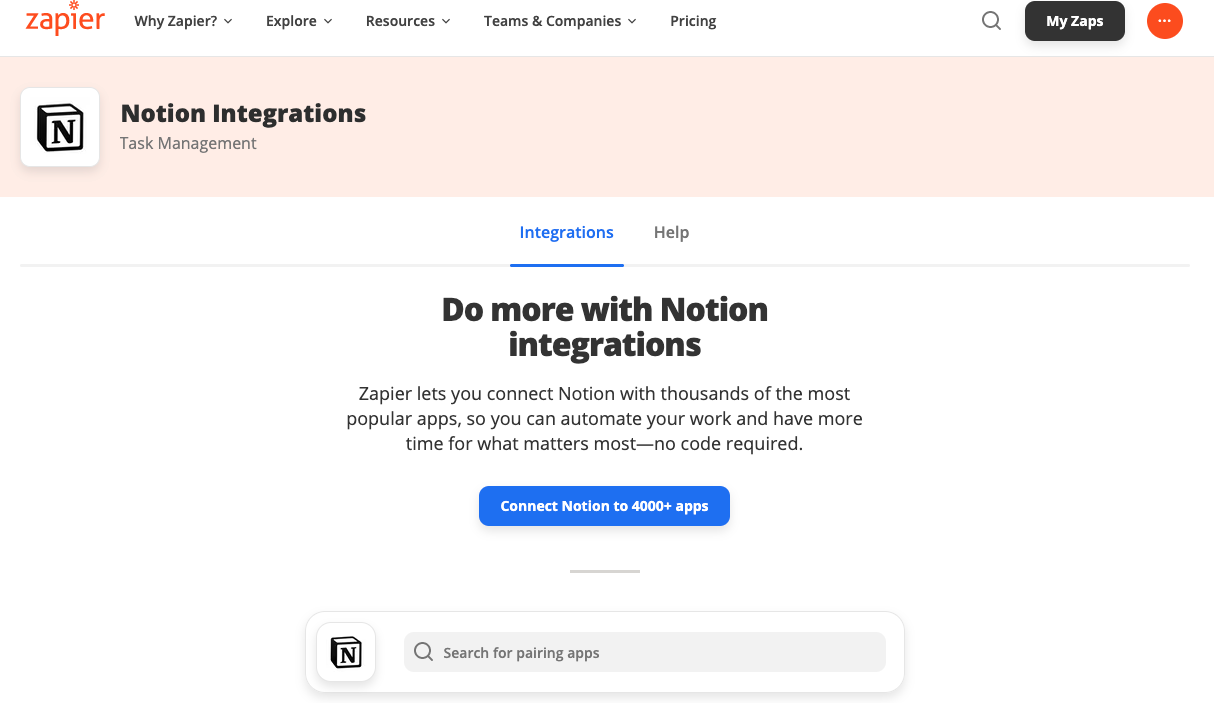 zapier Why Zapier? Explore Resources Teams & Companies Pricing My Zaps
N
Notion Integrations
Task Management
Integrations Help
Do more with Notion
integrations
Zapier lets you connect Notion with thousands of the most
popular apps, so you can automate your work and have more
time for what matters most—no code required.
Connect Notion to 4000+ apps
N Search for pairing apps